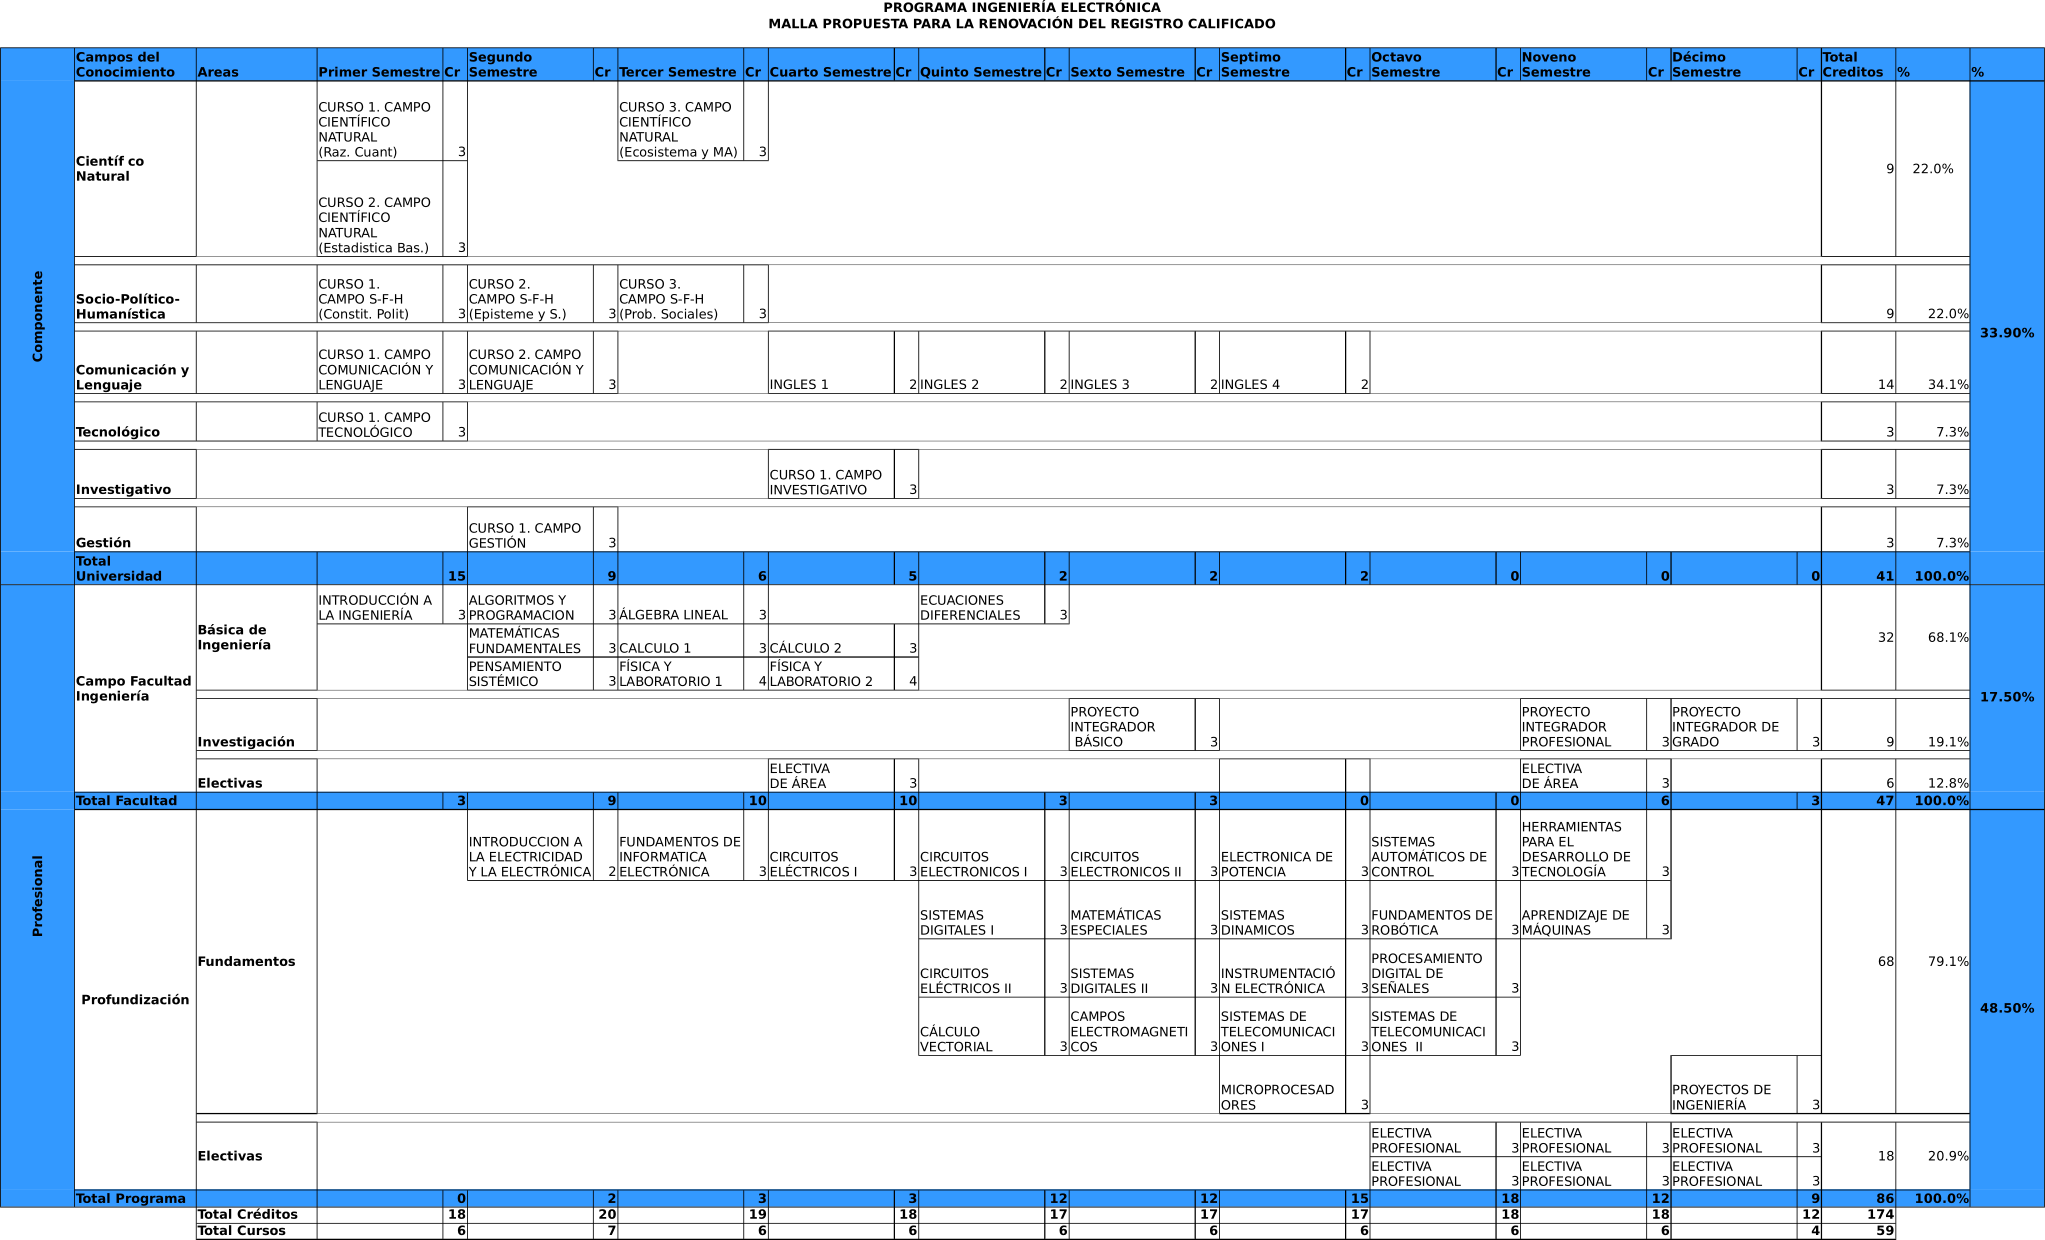 PROGRAMA INGENIERÍA ELECTRÓNICA
MALLA PROPUESTA PARA LA RENOVACIÓN DEL REGISTRO CALIFICADO
Campos del
Conocimiento
Areas
Primer Semestre
Cr
Segundo
Semestre
Cr
Tercer Semestre
Cr
Cuarto Semestre
Cr
Quinto Semestre
Cr
Sexto Semestre
Cr
Septimo
Semestre
Cr
Octavo
Semestre
Cr
Noveno
Semestre
Cr
Décimo
Semestre
Cr
Total
Creditos
%
%
Componente
Científ co
Natural
CURSO 1. CAMPO
CIENTÍFICO
NATURAL
(Raz. Cuant)
3
CURSO 3. CAMPO
CIENTÍFICO
NATURAL
(Ecosistema y MA)
3
CURSO 2. CAMPO
CIENTÍFICO
NATURAL
(Estadistica Bas.)
3
9
22.0%
33.90%
Socio-Político-
Humanística
CURSO 1.
CAMPO S-F-H
(Constit. Polit)
3
CURSO 2.
CAMPO S-F-H
(Episteme y S.)
3
CURSO 3.
CAMPO S-F-H
(Prob. Sociales)
3
9
22.0%
Comunicación y
Lenguaje
CURSO 1. CAMPO
COMUNICACIÓN Y
LENGUAJE
3
CURSO 2. CAMPO
COMUNICACIÓN Y
LENGUAJE
3
INGLES 1
2
INGLES 2
2
INGLES 3
2
INGLES 4
2
14
34.1%
Tecnológico
CURSO 1. CAMPO
TECNOLÓGICO
3
3
7.3%
Investigativo
CURSO 1. CAMPO
INVESTIGATIVO
3
3
7.3%
Gestión
CURSO 1. CAMPO
GESTIÓN
3
3
7.3%
Total
Universidad
15
9
6
5
2
2
2
0
0
0
41
100.0%
Campo Facultad
Ingeniería
Básica de
Ingeniería
INTRODUCCIÓN A
LA INGENIERÍA
3
ALGORITMOS Y
PROGRAMACION
3
ÁLGEBRA LINEAL
3
ECUACIONES
DIFERENCIALES
3
MATEMÁTICAS
FUNDAMENTALES
3
CALCULO 1
3
CÁLCULO 2
3
PENSAMIENTO
SISTÉMICO
3
FÍSICA Y
LABORATORIO 1
4
FÍSICA Y
LABORATORIO 2
4
32
68.1%
17.50%
Investigación
PROYECTO
INTEGRADOR
BÁSICO
3
PROYECTO
INTEGRADOR
PROFESIONAL
3
PROYECTO
INTEGRADOR DE
GRADO
3
9
19.1%
Electivas
ELECTIVA
DE ÁREA
3
ELECTIVA
DE ÁREA
3
6
12.8%
Total Facultad
3
9
10
10
3
3
0
0
6
3
47
100.0%
Profesional
Profundización
Fundamentos
INTRODUCCION A
LA ELECTRICIDAD
Y LA ELECTRÓNICA
2
FUNDAMENTOS DE
INFORMATICA
ELECTRÓNICA
3
CIRCUITOS
ELÉCTRICOS I
3
CIRCUITOS
ELECTRONICOS I
3
CIRCUITOS
ELECTRONICOS II
3
ELECTRONICA DE
POTENCIA
3
SISTEMAS
AUTOMÁTICOS DE
CONTROL
3
HERRAMIENTAS
PARA EL
DESARROLLO DE
TECNOLOGÍA
3
SISTEMAS
DIGITALES I
3
MATEMÁTICAS
ESPECIALES
3
SISTEMAS
DINAMICOS
3
FUNDAMENTOS DE
ROBÓTICA
3
APRENDIZAJE DE
MÁQUINAS
3
CIRCUITOS
ELÉCTRICOS II
3
SISTEMAS
DIGITALES II
3
INSTRUMENTACIÓ
N ELECTRÓNICA
3
PROCESAMIENTO
DIGITAL DE
SEÑALES
3
CÁLCULO
VECTORIAL
3
CAMPOS
ELECTROMAGNETI
COS
3
SISTEMAS DE
TELECOMUNICACI
ONES I
3
SISTEMAS DE
TELECOMUNICACI
ONES  II
3
MICROPROCESAD
ORES
3
PROYECTOS DE
INGENIERÍA
3
68
79.1%
48.50%
Electivas
ELECTIVA
PROFESIONAL
3
ELECTIVA
PROFESIONAL
3
ELECTIVA
PROFESIONAL
3
ELECTIVA
PROFESIONAL
3
ELECTIVA
PROFESIONAL
3
ELECTIVA
PROFESIONAL
3
18
20.9%
Total Programa
0
2
3
3
12
12
15
18
12
9
86
100.0%
Total Créditos
18
20
19
18
17
17
17
18
18
12
174
Total Cursos
6
7
6
6
6
6
6
6
6
4
59